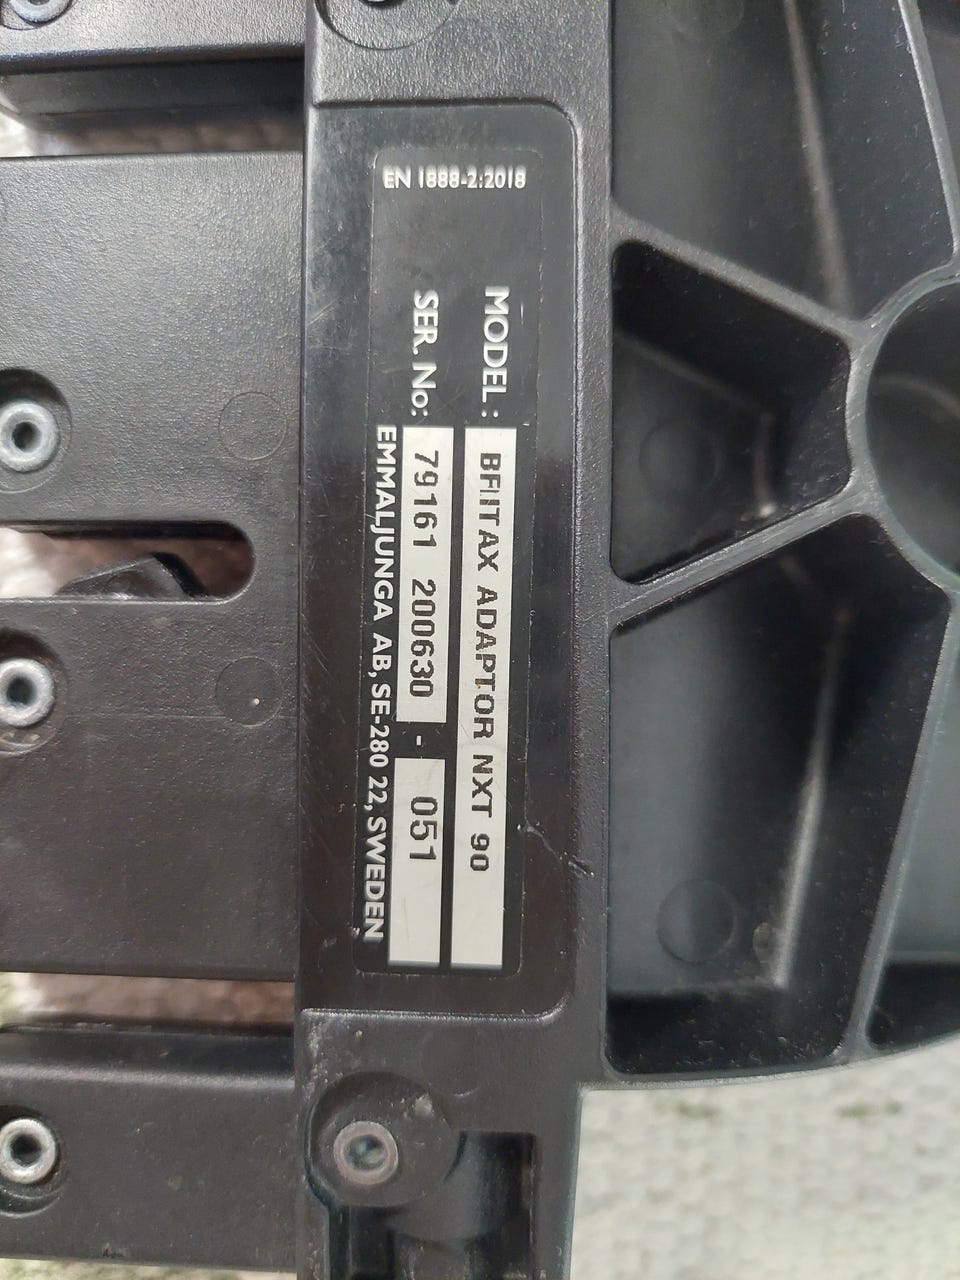 EN 1888-2:2018
MODEL: BRITAX ADAPTOR NXT 90
SER. No: 79161 200630 - 051
EMMALJUNGA AB, SE-280 22, SWEDEN